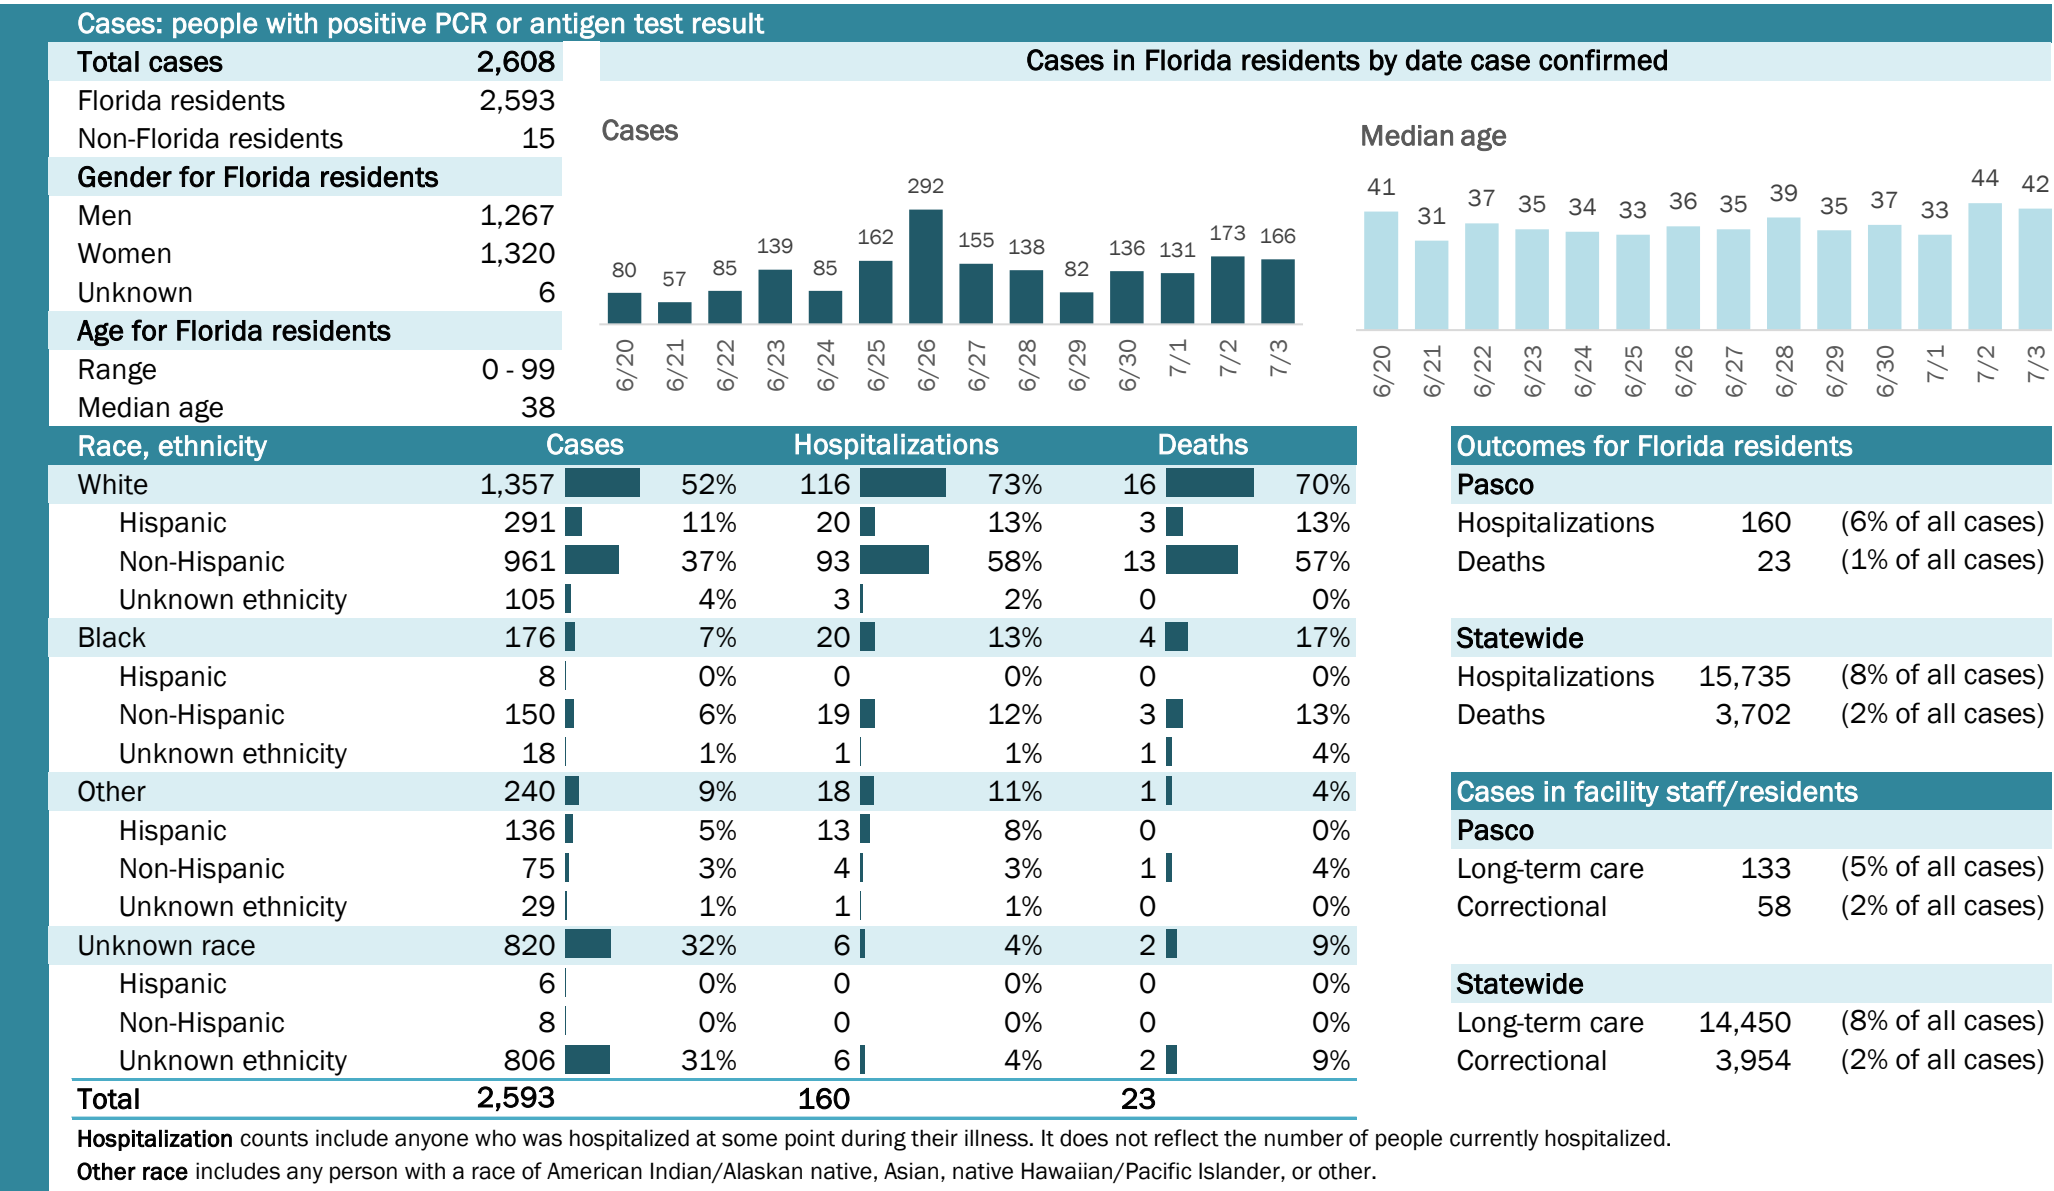 Cases: people with positive PCR or antigen test result
Total cases 2,608
Florida residents 2,593
Non-Florida residents 15
Gender for Florida residents
Men 1,267
Women 1,320
Unknown 6
Age for Florida residents
Range 0 - 99
Median age 38
Cases in Florida residents by date case confirmed
Cases
80 57 85 139 85 162 292 155 138 82 136 131 173 166
6/20 6/21 6/22 6/23 6/24 6/25 6/26 6/27 6/28 6/29 6/30 7/1 7/2 7/3
Median age
41 31 37 35 34 33 36 35 39 35 37 33 44 42
6/20 6/21 6/22 6/23 6/24 6/25 6/26 6/27 6/28 6/29 6/30 7/1 7/2 7/3
Race, ethnicity Cases Hospitalizations Deaths
White 1,357 52% 116 73% 16 70%
Hispanic 291 11% 20 13% 3 13%
Non-Hispanic 961 37% 93 58% 13 57%
Unknown ethnicity 105 4% 3 2% 0 0%
Black 176 7% 20 13% 4 17%
Hispanic 8 0% 0 0% 0 0%
Non-Hispanic 150 6% 19 12% 3 13%
Unknown ethnicity 18 1% 1 1% 1 4%
Other 240 9% 18 11% 1 4%
Hispanic 136 5% 13 8% 0 0%
Non-Hispanic 75 3% 4 3% 1 4%
Unknown ethnicity 29 1% 1 1% 0 0%
Unknown race 820 32% 6 4% 2 9%
Hispanic 6 0% 0 0% 0 0%
Non-Hispanic 8 0% 0 0% 0 0%
Unknown ethnicity 806 31% 6 4% 2 9%
Total 2,593 160 23
Outcomes for Florida residents
Pasco
Hospitalizations 160 (6% of all cases)
Deaths 23 (1% of all cases)
Statewide
Hospitalizations 15,735 (8% of all cases)
Deaths 3,702 (2% of all cases)
Cases in facility staff/residents
Pasco
Long-term care 133 (5% of all cases)
Correctional 58 (2% of all cases)
Statewide
Long-term care 14,450 (8% of all cases)
Correctional 3,954 (2% of all cases)
Hospitalization counts include anyone who was hospitalized at some point during their illness. It does not reflect the number of people currently hospitalized.
Other race includes any person with a race of American Indian/Alaskan native, Asian, native Hawaiian/Pacific Islander, or other.